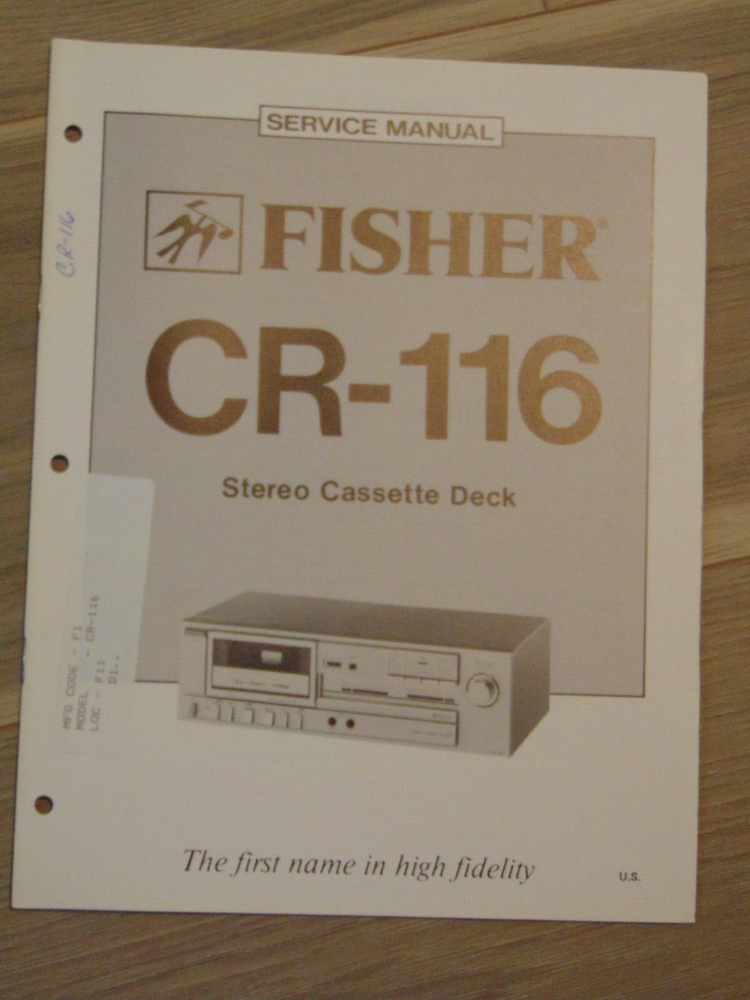 SERVICE MANUAL
FISHER®
CR-116
Stereo Cassette Deck
CR-116
MFG CODE - FI
MODEL - CR-116
LOC - F11
D1..
The first name in high fidelity
U.S.